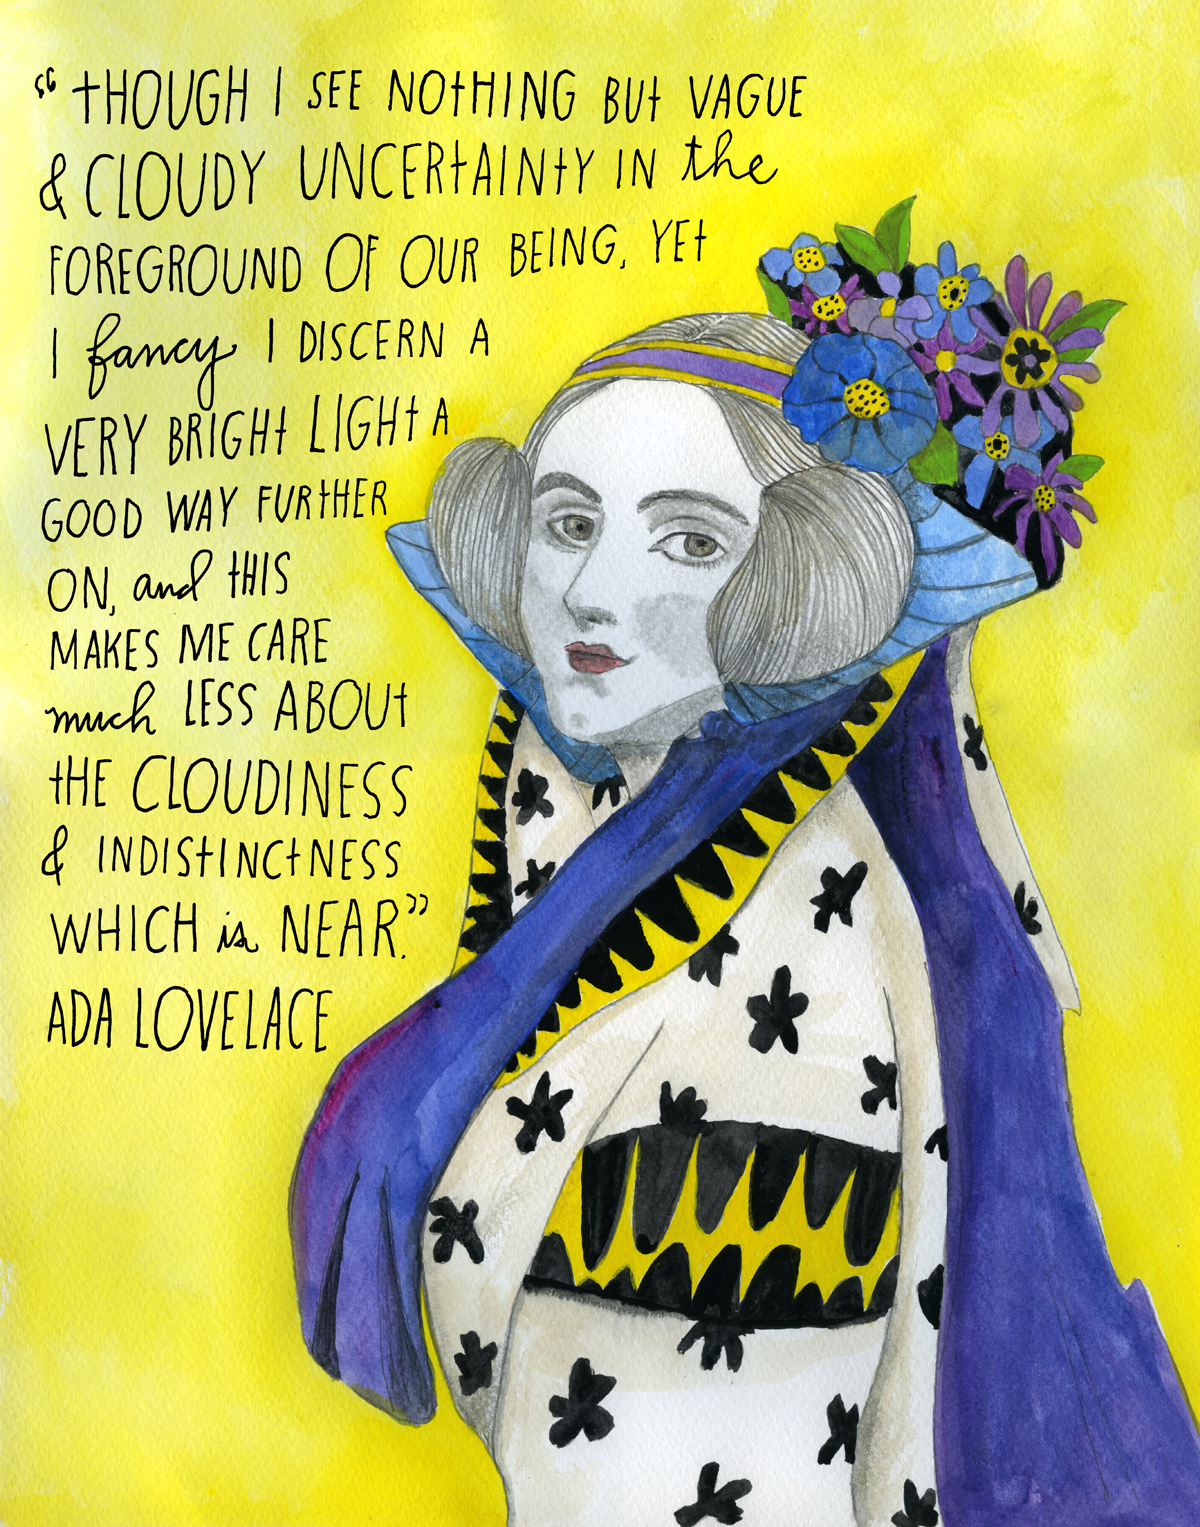 “THOUGH I SEE NOTHING BUT VAGUE
& CLOUDY UNCERTAINTY IN the
FOREGROUND OF OUR BEING, YET
I fancy I DISCERN A
VERY BRIGHT LIGHT A
GOOD WAY FURTHER
ON, and THIS
MAKES ME CARE
much LESS ABOUT
THE CLOUDINESS
& INDISTINCTNESS
WHICH is NEAR.”
ADA LOVELACE